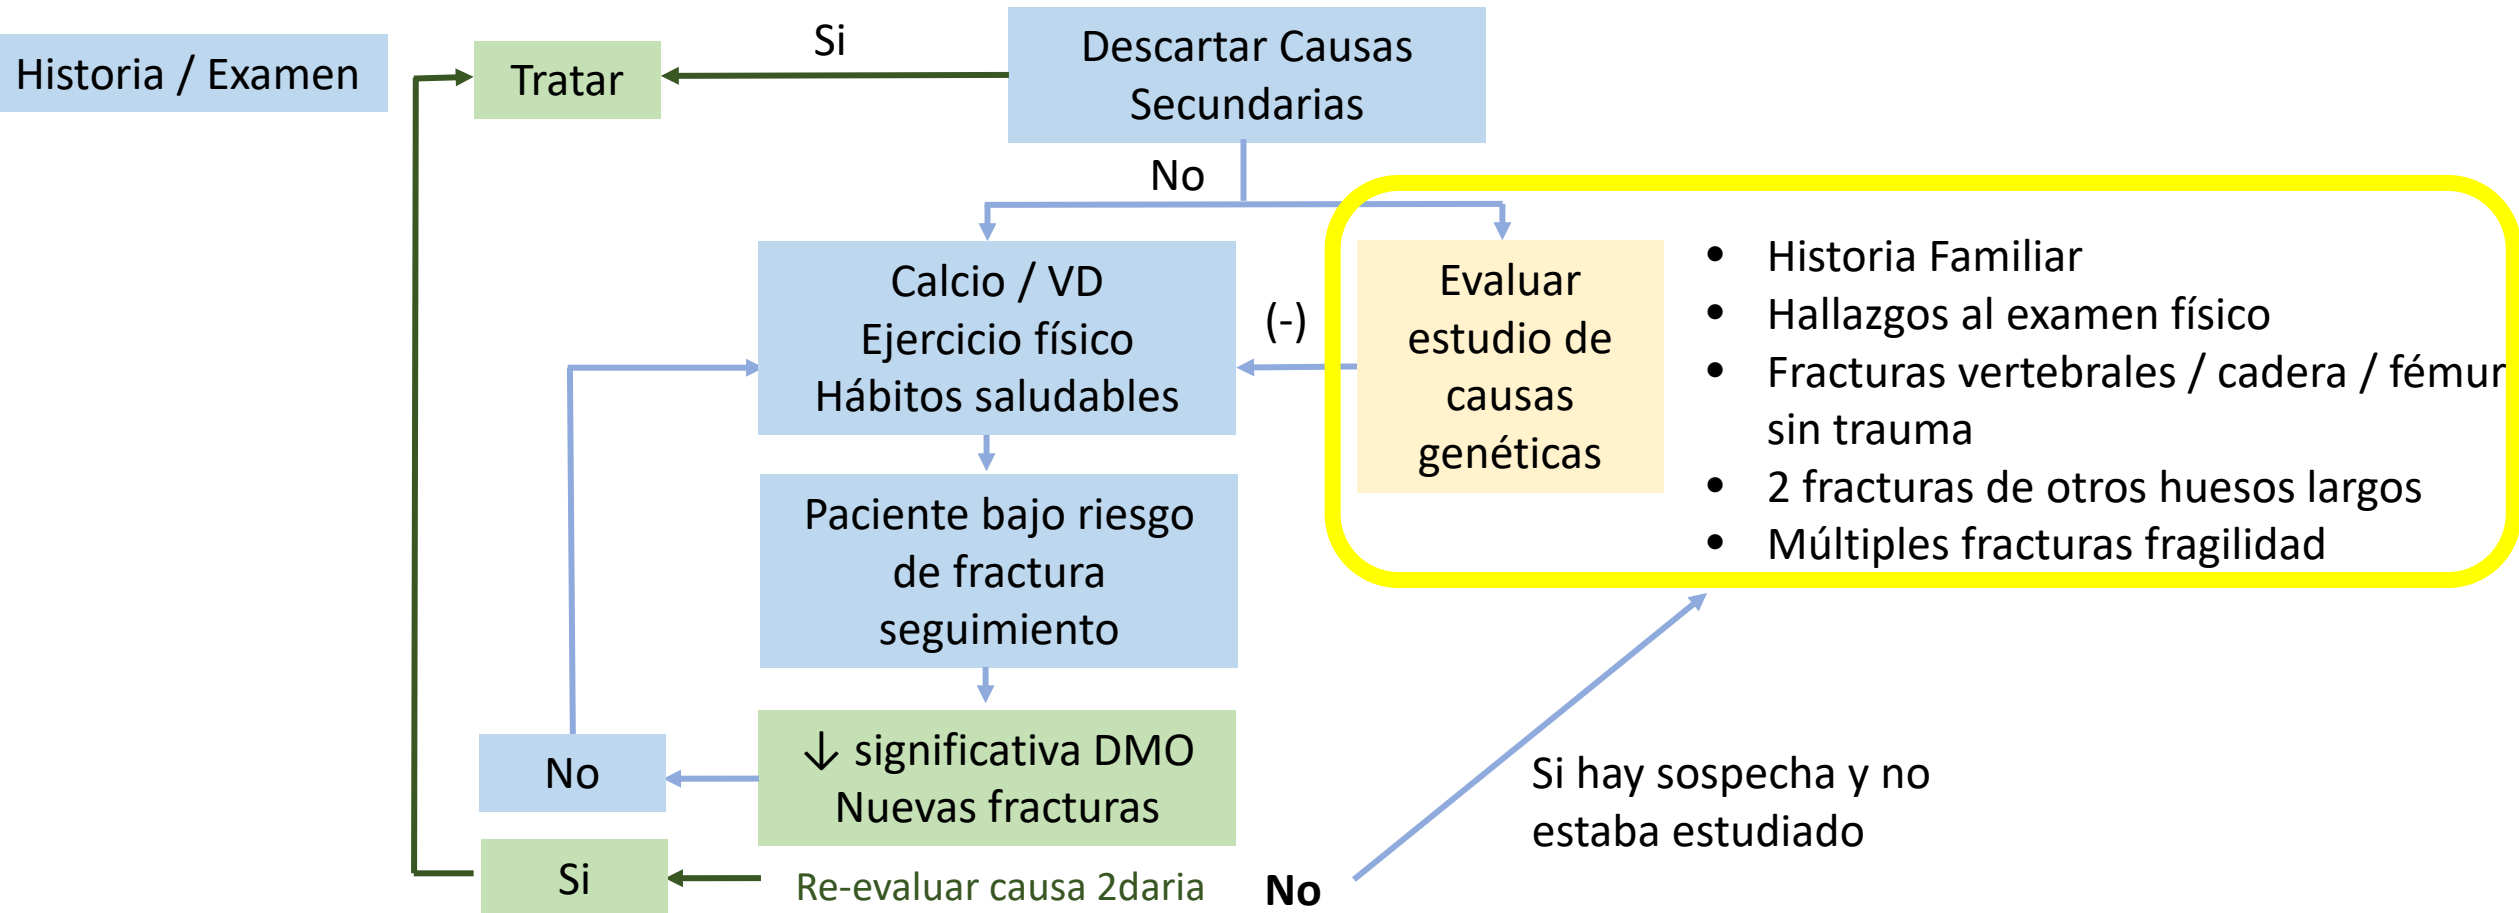 Historia / Examen
Tratar
Si
Descartar Causas
Secundarias
No
Calcio / VD
Ejercicio físico
Hábitos saludables
(-)
Evaluar
estudio de
causas
genéticas
• Historia Familiar
• Hallazgos al examen físico
• Fracturas vertebrales / cadera / fémur
sin trauma
• 2 fracturas de otros huesos largos
• Múltiples fracturas fragilidad
Paciente bajo riesgo
de fractura
seguimiento
↓ significativa DMO
Nuevas fracturas
No
Si
Re-evaluar causa 2daria
No
Si hay sospecha y no
estaba estudiado